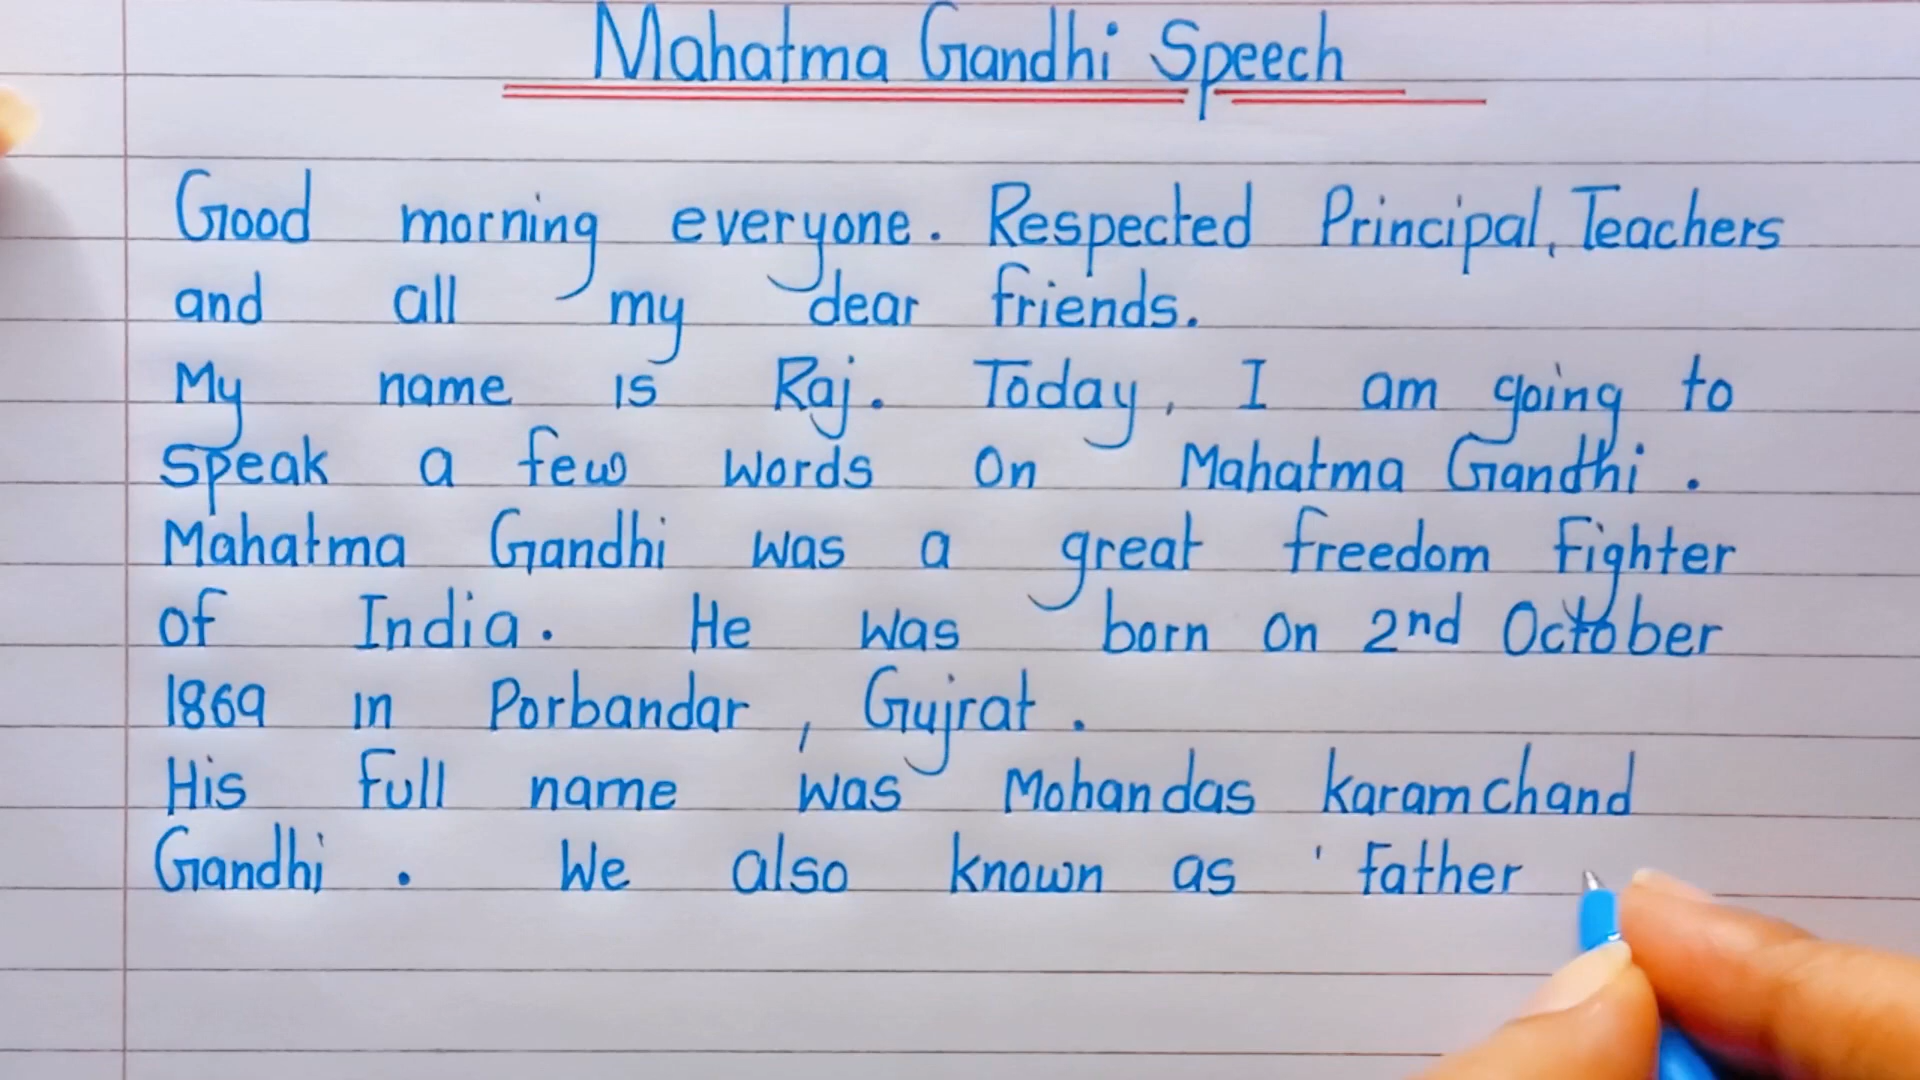 Mahatma Gandhi Speech
Good morning everyone. Respected Principal, Teachers
and all my dear friends.
My name is Raj. Today, I am going to
speak a few words on Mahatma Gandhi.
Mahatma Gandhi was a great freedom fighter
of India. He was born on 2nd October
1869 in Porbandar, Gujrat.
His full name was Mohandas karamchand
Gandhi. We also known as 'father